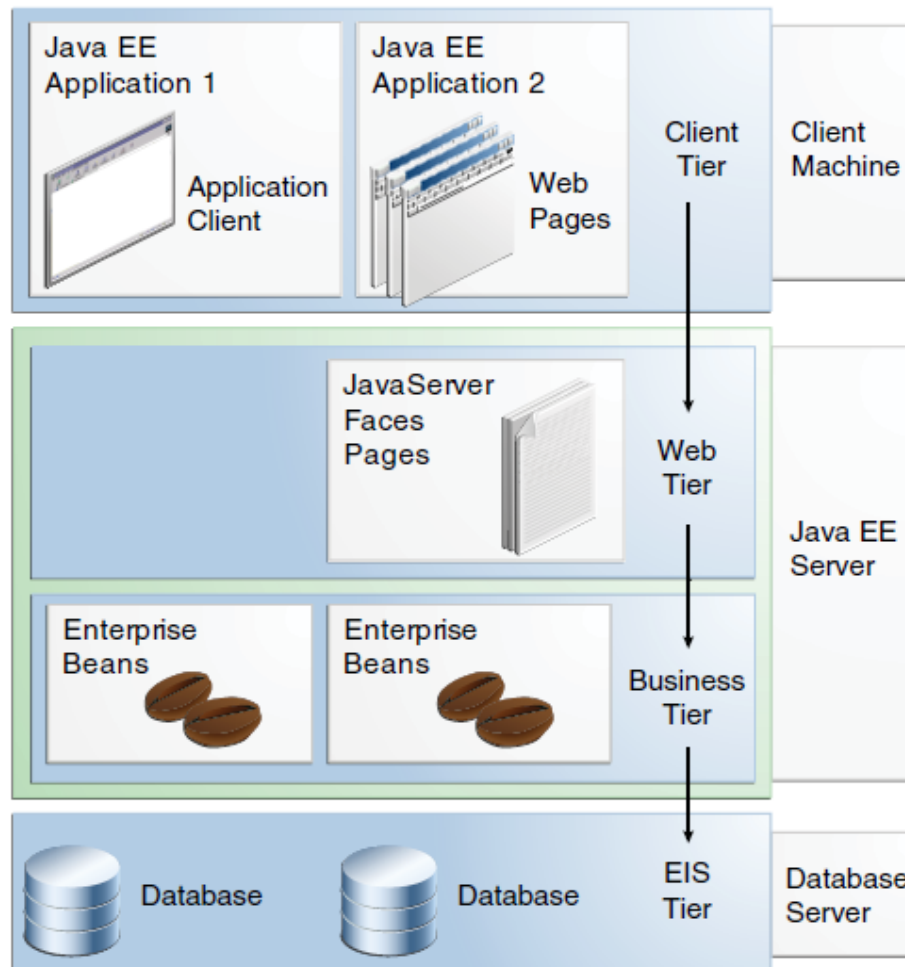 Java EE
Application 1
Application
Client
Java EE
Application 2
Web
Pages
Client
Tier
Client
Machine
JavaServer
Faces
Pages
Web
Tier
Java EE
Server
Enterprise
Beans
Enterprise
Beans
Business
Tier
Database
Database
EIS
Tier
Database
Server